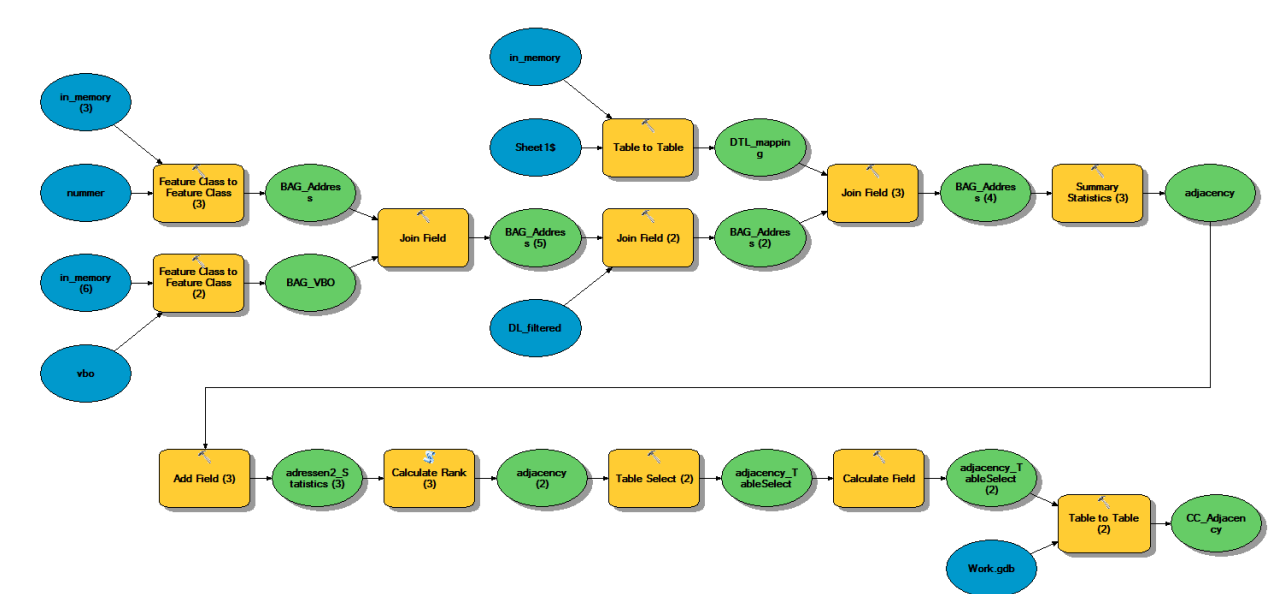 in_memory
in_memory
(3)
Sheet1$
Table to Table
DTL_mappin
g
nummer
Feature Class to
Feature Class
(3)
BAG_Addres
s
Join Field (3)
BAG_Addres
s (4)
Summary
Statistics (3)
adjacency
Join Field
BAG_Addres
s (5)
Join Field (2)
BAG_Addres
s (2)
in_memory
(6)
Feature Class to
Feature Class
(2)
BAG_VBO
DL_filtered
vbo
Add Field (3)
adressen2_S
tatistics (3)
Calculate Rank
(3)
adjacency
(2)
Table Select (2)
adjacency_T
ableSelect
Calculate Field
adjacency_T
ableSelect
(2)
Table to Table
(2)
CC_Adjacen
cy
Work.gdb